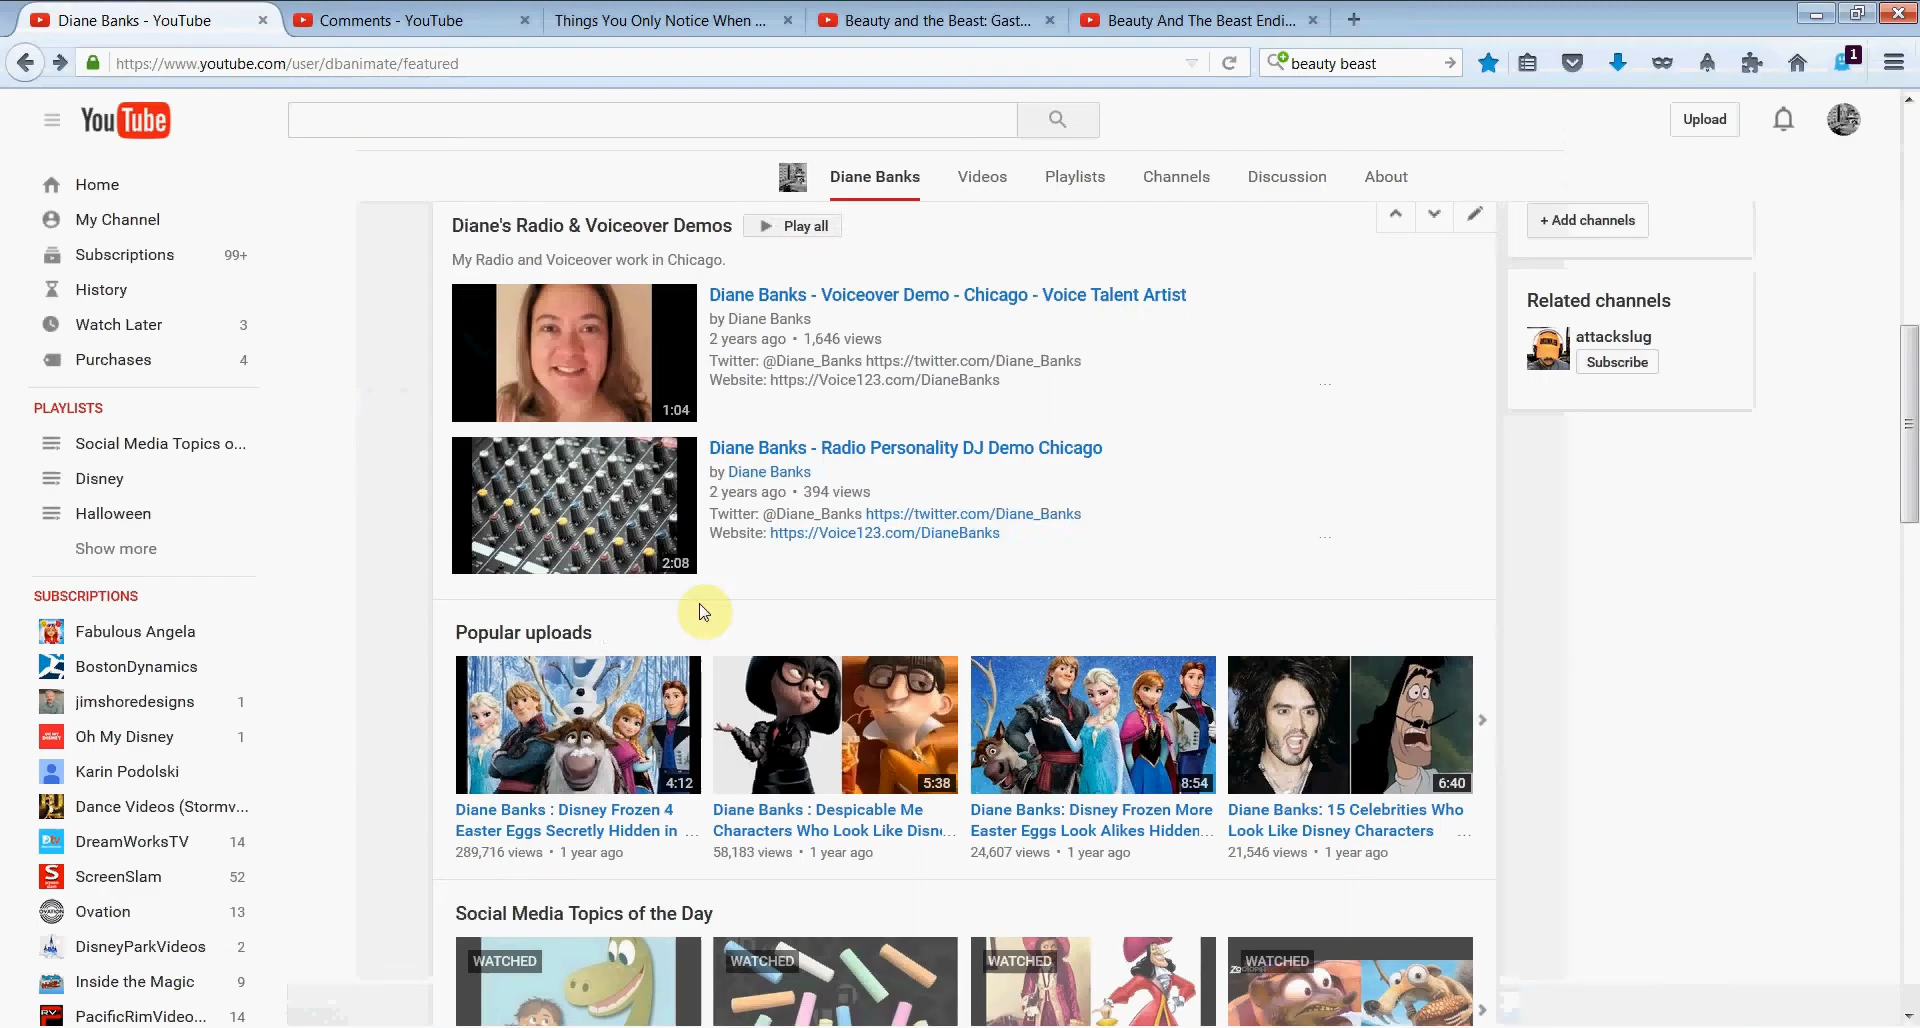 Diane Banks - YouTube
Comments - YouTube
Things You Only Notice When ...
Beauty and the Beast: Gast...
Beauty And The Beast Endi...
https://www.youtube.com/user/dbanimate/featured
beauty beast
1
YouTube
Upload
Home
My Channel
Subscriptions 99+
History
Watch Later 3
Purchases 4
PLAYLISTS
Social Media Topics o...
Disney
Halloween
Show more
SUBSCRIPTIONS
Fabulous Angela
BostonDynamics
jimshoredesigns 1
Oh My Disney 1
Karin Podolski
Dance Videos (Stormv...
DreamWorksTV 14
ScreenSlam 52
Ovation 13
DisneyParkVideos 2
Inside the Magic 9
PacificRimVideo... 14
Diane Banks Videos Playlists Channels Discussion About
Diane's Radio & Voiceover Demos Play all
My Radio and Voiceover work in Chicago.
Diane Banks - Voiceover Demo - Chicago - Voice Talent Artist
by Diane Banks
2 years ago • 1,646 views
Twitter: @Diane_Banks https://twitter.com/Diane_Banks
Website: https://Voice123.com/DianeBanks
...
1:04
Diane Banks - Radio Personality DJ Demo Chicago
by Diane Banks
2 years ago • 394 views
Twitter: @Diane_Banks https://twitter.com/Diane_Banks
Website: https://Voice123.com/DianeBanks
...
2:08
Popular uploads
4:12
Diane Banks : Disney Frozen 4
Easter Eggs Secretly Hidden in ...
289,716 views • 1 year ago
5:38
Diane Banks : Despicable Me
Characters Who Look Like Disn...
58,183 views • 1 year ago
8:54
Diane Banks: Disney Frozen More
Easter Eggs Look Alikes Hidden...
24,607 views • 1 year ago
6:40
Diane Banks: 15 Celebrities Who
Look Like Disney Characters ...
21,546 views • 1 year ago
Social Media Topics of the Day
WATCHED
WATCHED
WATCHED
WATCHED
+ Add channels
Related channels
attackslug
Subscribe